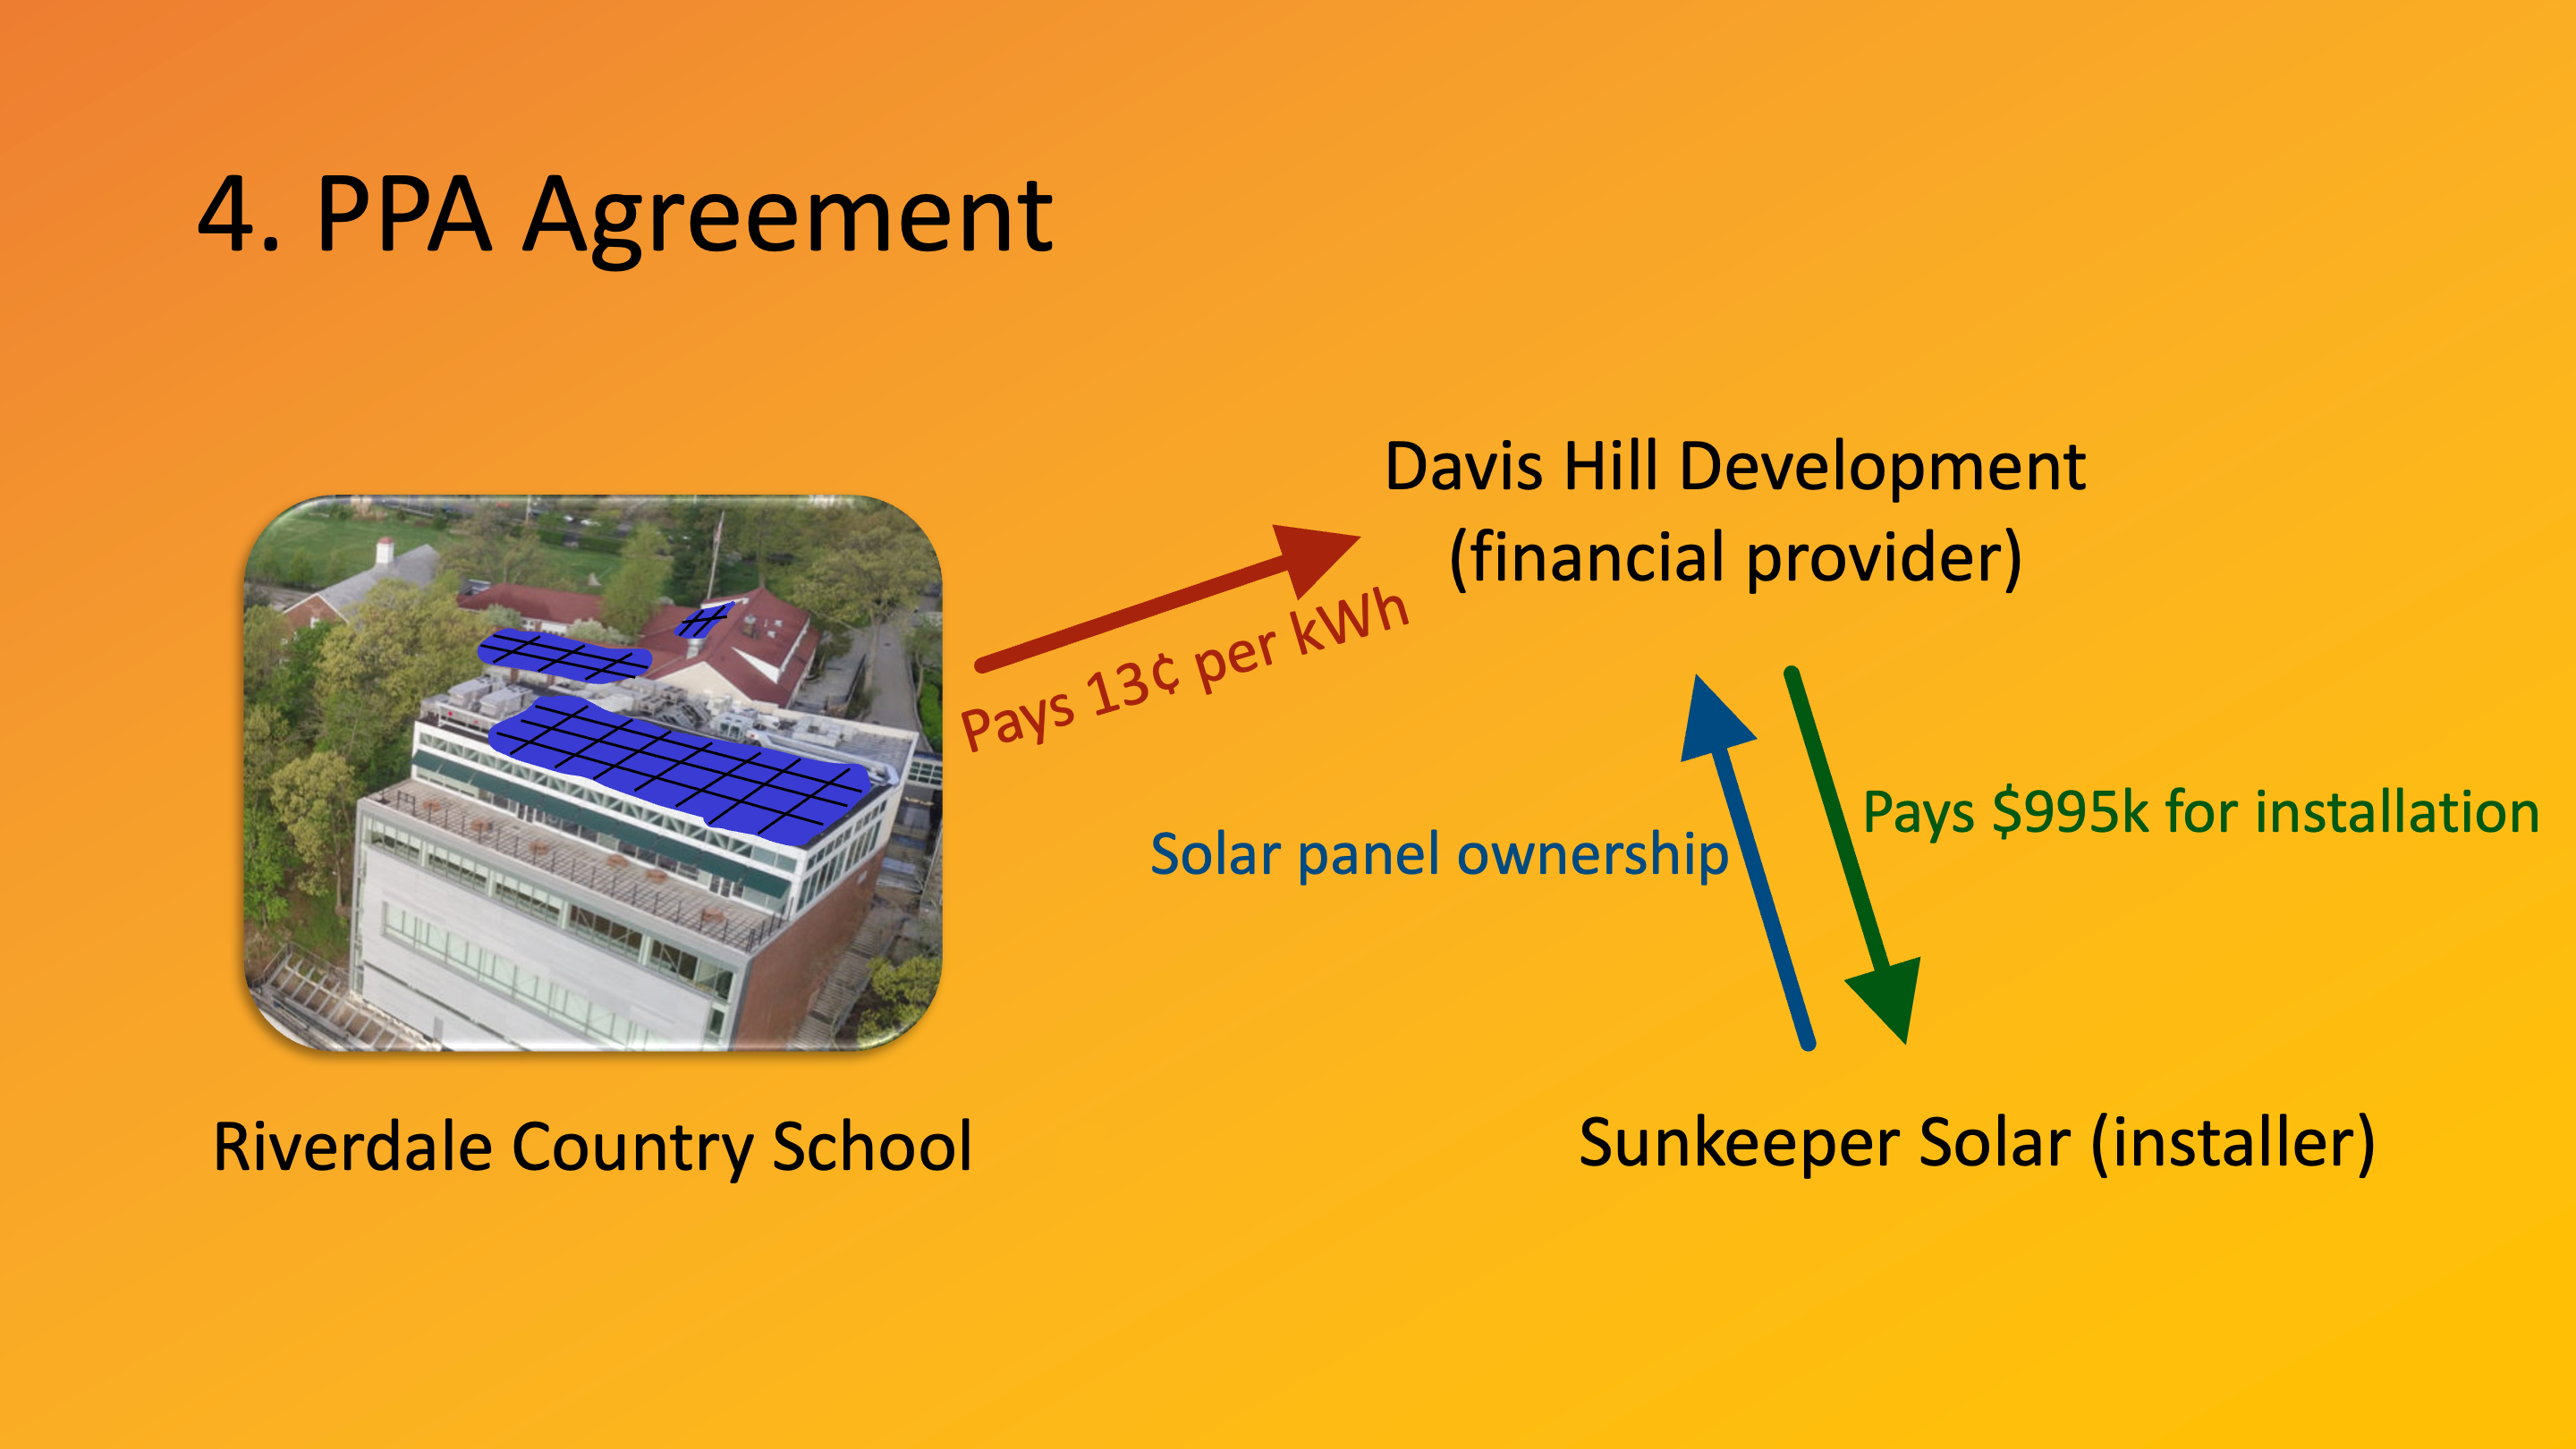 4. PPA Agreement
Davis Hill Development
(financial provider)
Pays 13¢ per kWh
Pays $995k for installation
Solar panel ownership
Riverdale Country School
Sunkeeper Solar (installer)